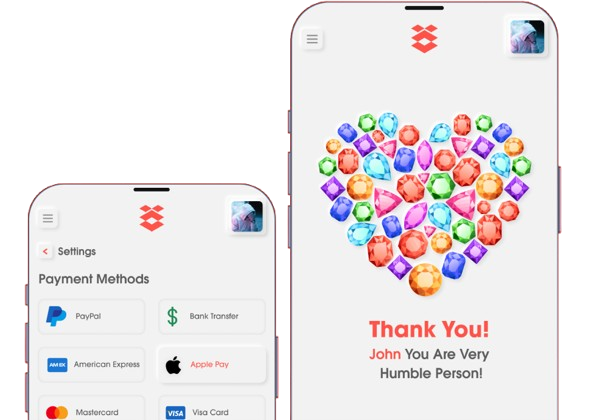 Settings
Payment Methods
PayPal
Bank Transfer
AMEX
American Express
Apple Pay
Mastercard
VISA
Visa Card
Thank You!
John You Are Very
Humble Person!